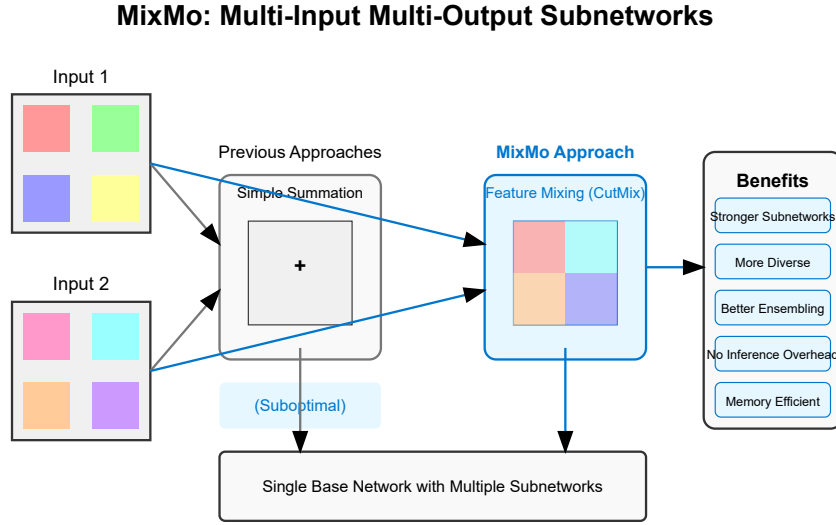 MixMo: Multi-Input Multi-Output Subnetworks
Input 1
Input 2
Previous Approaches
Simple Summation
+
(Suboptimal)
MixMo Approach
Feature Mixing (CutMix)
Benefits
Stronger Subnetworks
More Diverse
Better Ensembling
No Inference Overhead
Memory Efficient
Single Base Network with Multiple Subnetworks